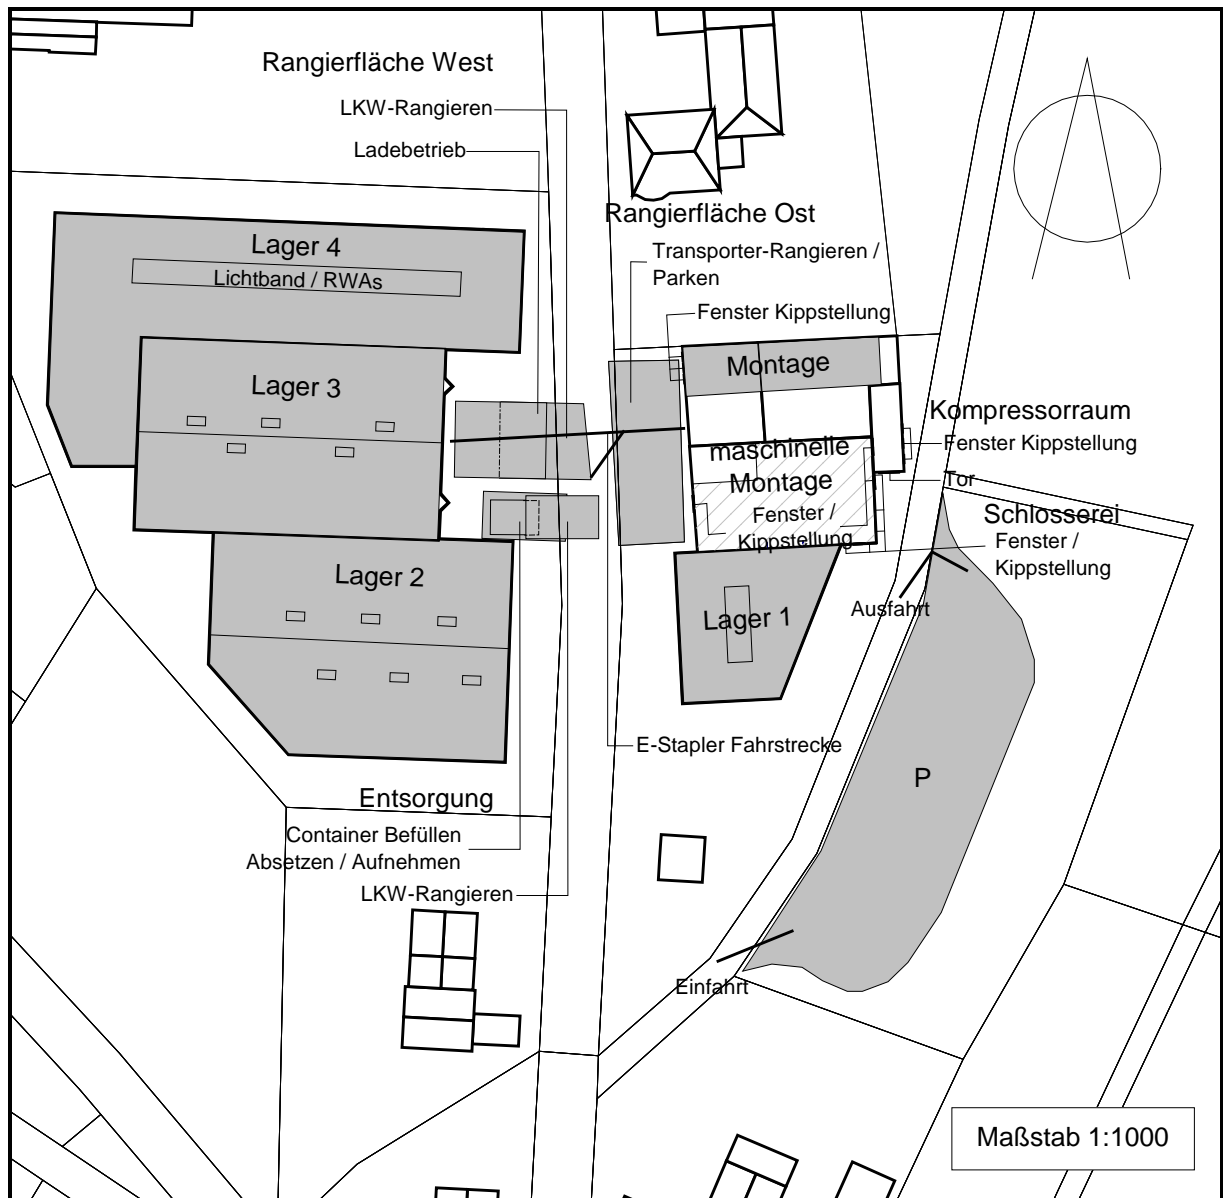 Rangierfläche West
LKW-Rangieren
Ladebetrieb
Rangierfläche Ost
Transporter-Rangieren /
Parken
Fenster Kippstellung
Lager 4
Lichtband / RWAs
Lager 3
Montage
Kompressorraum
Fenster Kippstellung
maschinelle
Montage
Tor
Fenster /
Kippstellung
Schlosserei
Fenster /
Kippstellung
Lager 2
Lager 1
Ausfahrt
E-Stapler Fahrstrecke
P
Entsorgung
Container Befüllen
Absetzen / Aufnehmen
LKW-Rangieren
Einfahrt
Maßstab 1:1000